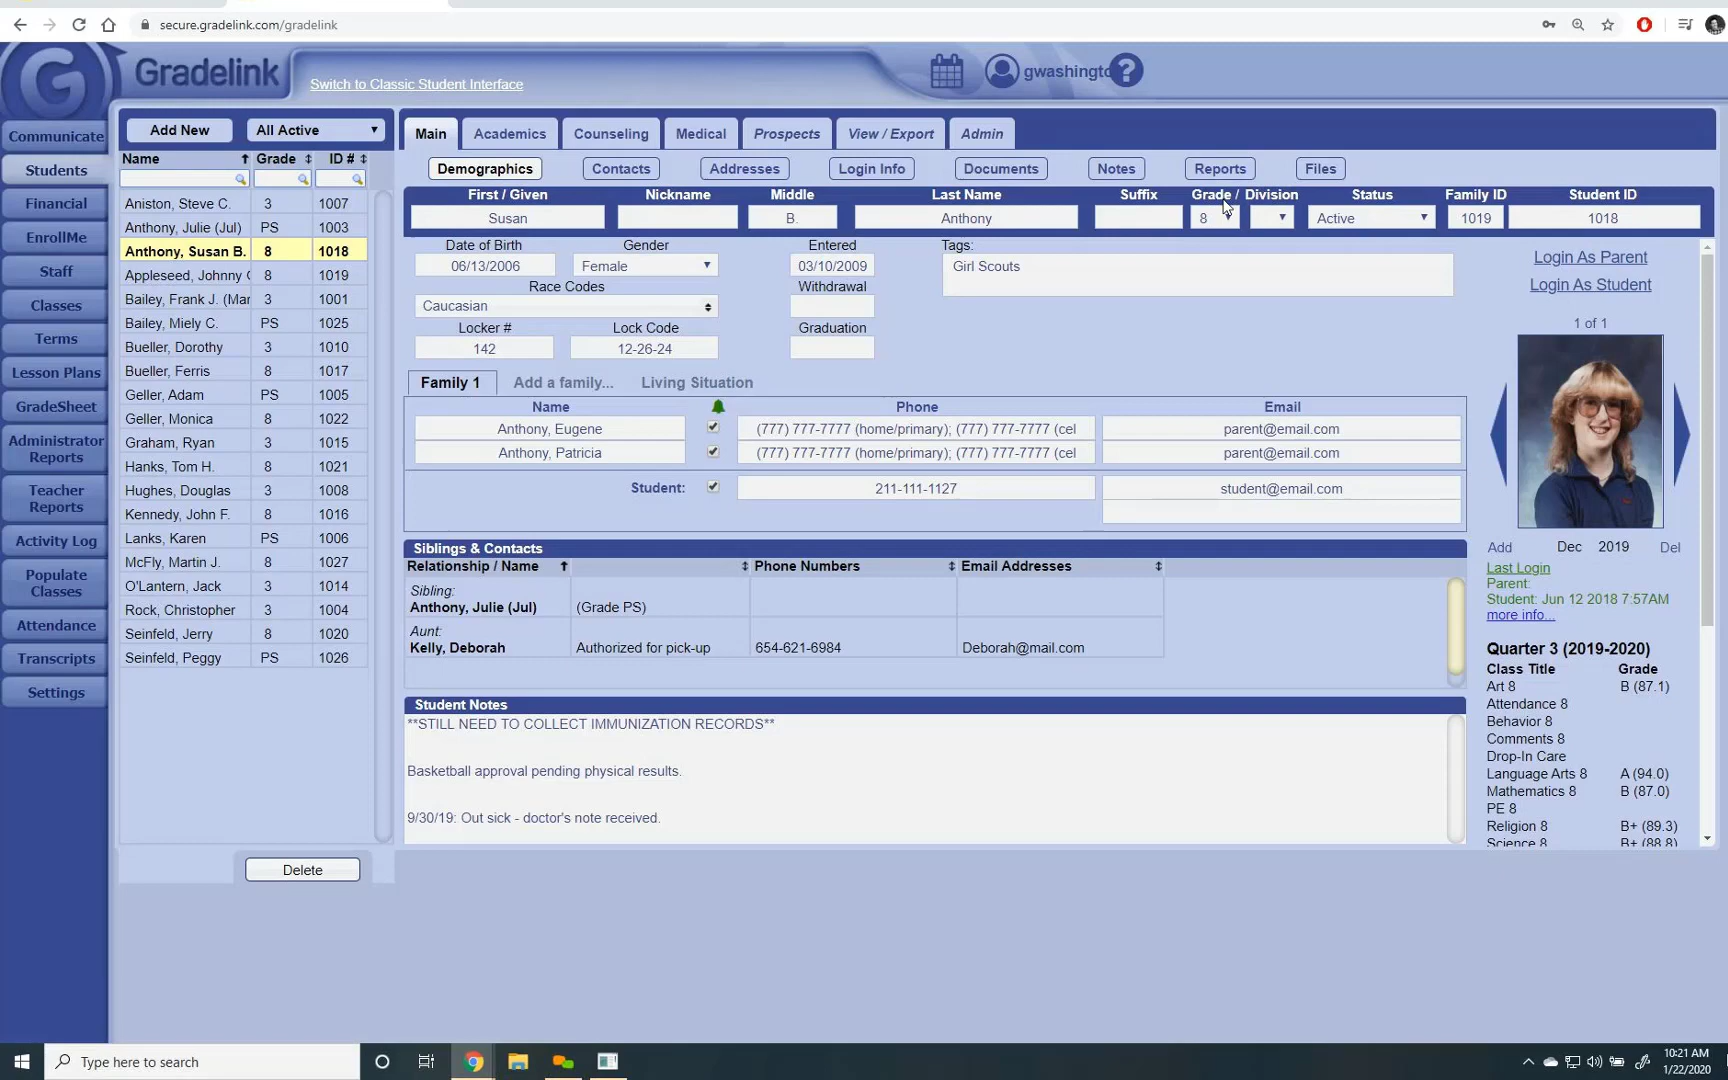 secure.gradelink.com/gradelink
G Gradelink
Switch to Classic Student Interface
gwashingto ?
Communicate
Students
Financial
EnrollMe
Staff
Classes
Terms
Lesson Plans
GradeSheet
Administrator
Reports
Teacher
Reports
Activity Log
Populate
Classes
Attendance
Transcripts
Settings
Add New All Active
Name Grade ID #
Aniston, Steve C. 3 1007
Anthony, Julie (Jul) PS 1003
Anthony, Susan B. 8 1018
Appleseed, Johnny 8 1019
Bailey, Frank J. (Mar 3 1001
Bailey, Miely C. PS 1025
Bueller, Dorothy 3 1010
Bueller, Ferris 8 1017
Geller, Adam PS 1005
Geller, Monica 8 1022
Graham, Ryan 3 1015
Hanks, Tom H. 8 1021
Hughes, Douglas 3 1008
Kennedy, John F. 8 1016
Lanks, Karen PS 1006
McFly, Martin J. 8 1027
O'Lantern, Jack 3 1014
Rock, Christopher 3 1004
Seinfeld, Jerry 8 1020
Seinfeld, Peggy PS 1026
Delete
Main Academics Counseling Medical Prospects View / Export Admin
Demographics Contacts Addresses Login Info Documents Notes Reports Files
First / Given Nickname Middle Last Name Suffix Grade / Division Status Family ID Student ID
Susan B. Anthony 8 Active 1019 1018
Date of Birth Gender Entered Tags:
06/13/2006 Female 03/10/2009 Girl Scouts
Race Codes Withdrawal
Caucasian
Locker # Lock Code Graduation
142 12-26-24
Family 1 Add a family... Living Situation
Name Phone Email
Anthony, Eugene (777) 777-7777 (home/primary); (777) 777-7777 (cel parent@email.com
Anthony, Patricia (777) 777-7777 (home/primary); (777) 777-7777 (cel parent@email.com
Student: 211-111-1127 student@email.com
Siblings & Contacts
Relationship / Name Phone Numbers Email Addresses
Sibling:
Anthony, Julie (Jul) (Grade PS)
Aunt:
Kelly, Deborah Authorized for pick-up 654-621-6984 Deborah@mail.com
Student Notes
**STILL NEED TO COLLECT IMMUNIZATION RECORDS**
Basketball approval pending physical results.
9/30/19: Out sick - doctor's note received.
Login As Parent
Login As Student
1 of 1
Add Dec 2019 Del
Last Login
Parent:
Student: Jun 12 2018 7:57AM
more info...
Quarter 3 (2019-2020)
Class Title Grade
Art 8 B (87.1)
Attendance 8
Behavior 8
Comments 8
Drop-In Care
Language Arts 8 A (94.0)
Mathematics 8 B (87.0)
PE 8
Religion 8 B+ (89.3)
Science 8 B+ (88.8)
Type here to search
10:21 AM
1/22/2020